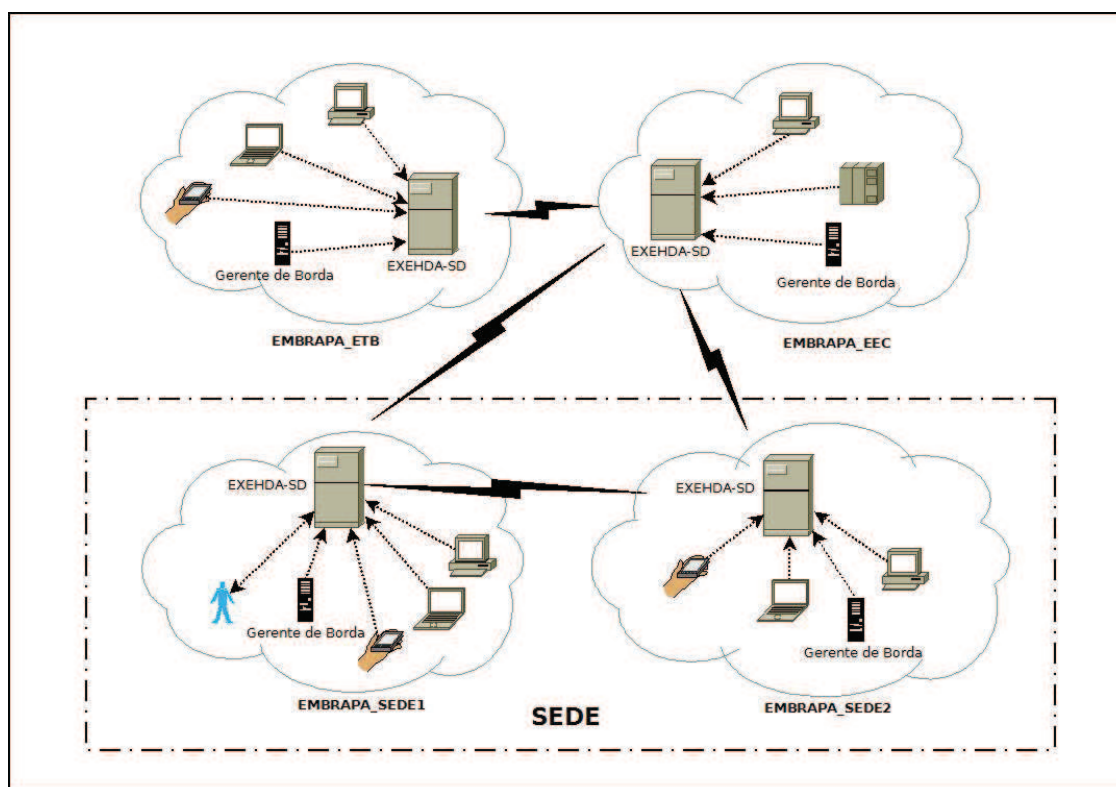 EXEHDA-SD
Gerente de Borda
EMBRAPA_ETB
EXEHDA-SD
Gerente de Borda
EMBRAPA_EEC
EXEHDA-SD
Gerente de Borda
EMBRAPA_SEDE1
EXEHDA-SD
Gerente de Borda
EMBRAPA_SEDE2
SEDE